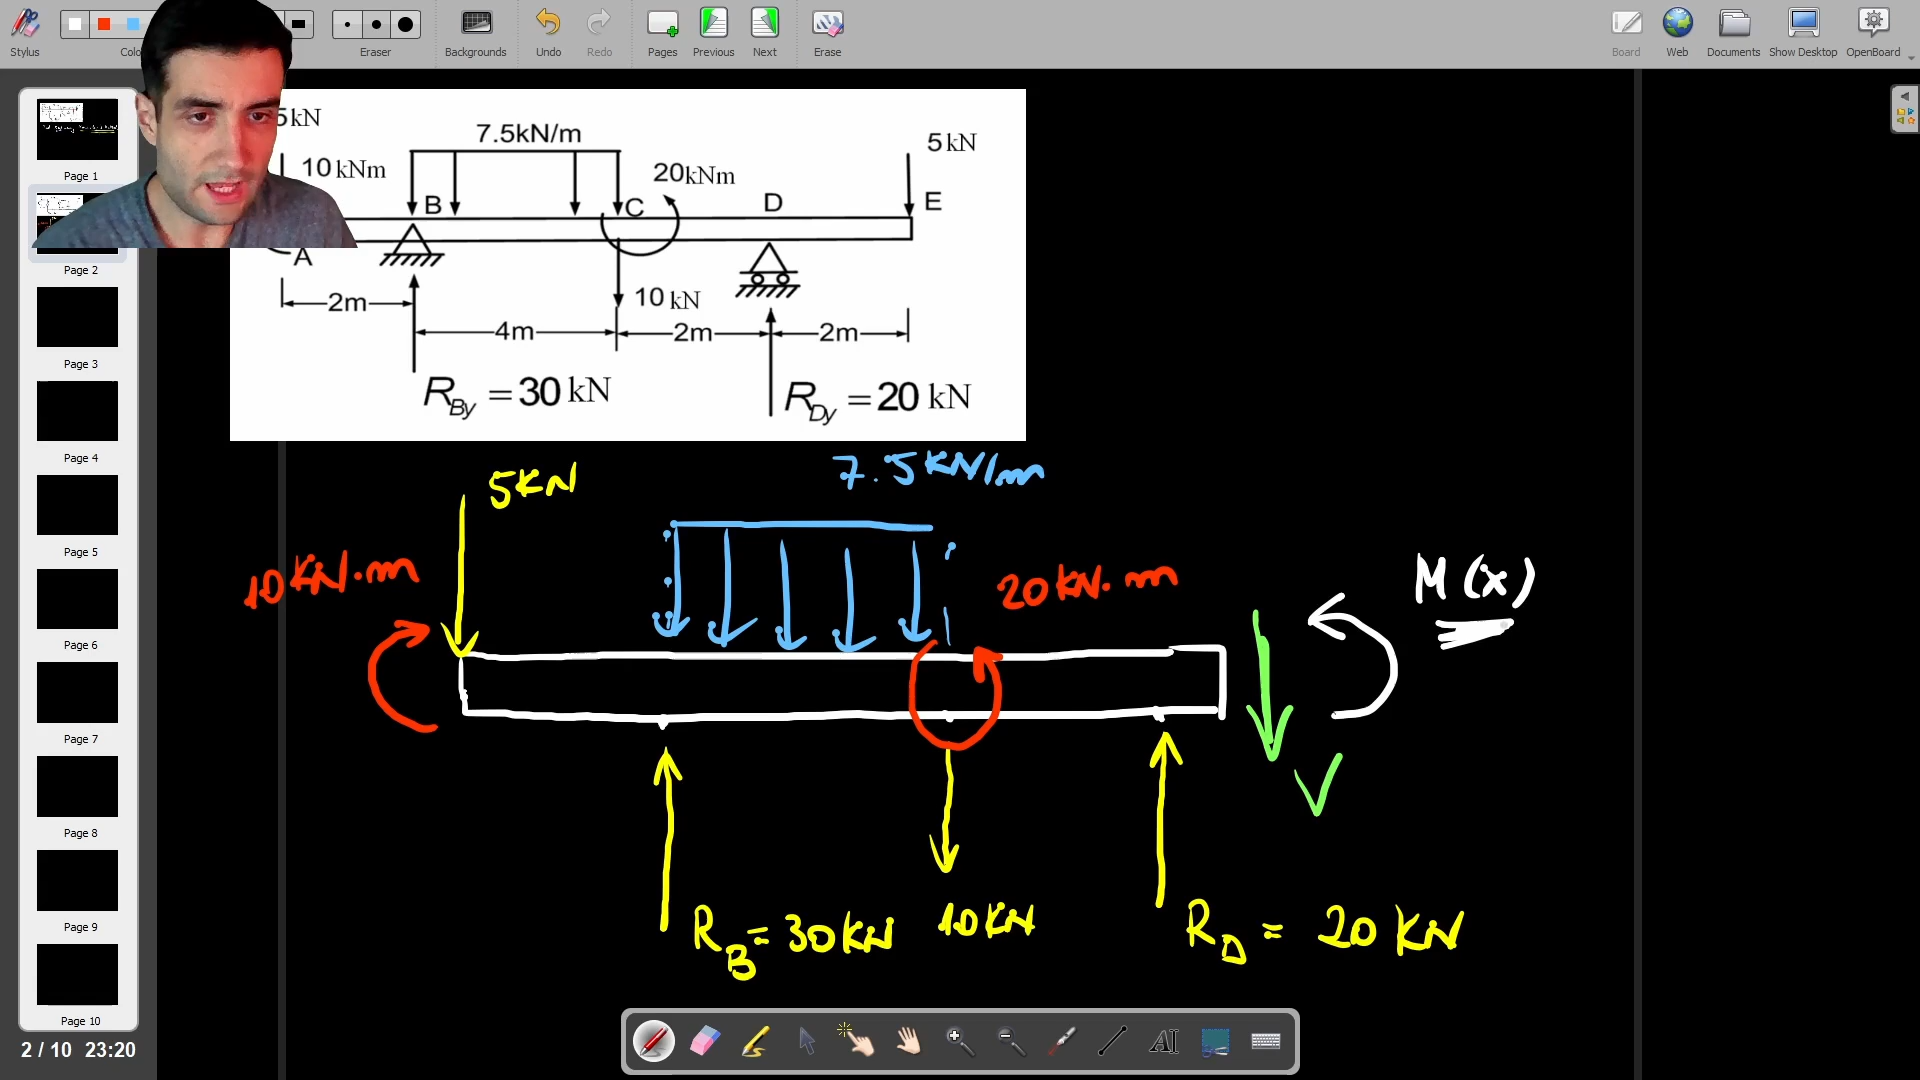 Stylus
Colo
Eraser
Backgrounds
Undo
Redo
Pages
Previous
Next
Erase
Board
Web
Documents
Show Desktop
OpenBoard
Page 1
Page 2
Page 3
Page 4
Page 5
Page 6
Page 7
Page 8
Page 9
Page 10
2 / 10 23:20
5kN
10 kNm
7.5kN/m
20kNm
5 kN
B
C
D
E
A
10 kN
2m
4m
2m
2m
R_By = 30 kN
R_Dy = 20 kN
5KN
7.5KN/m
10KN.m
20KN.m
M(x)
V
R_B = 30KN
10KN
R_D = 20 KN
AI